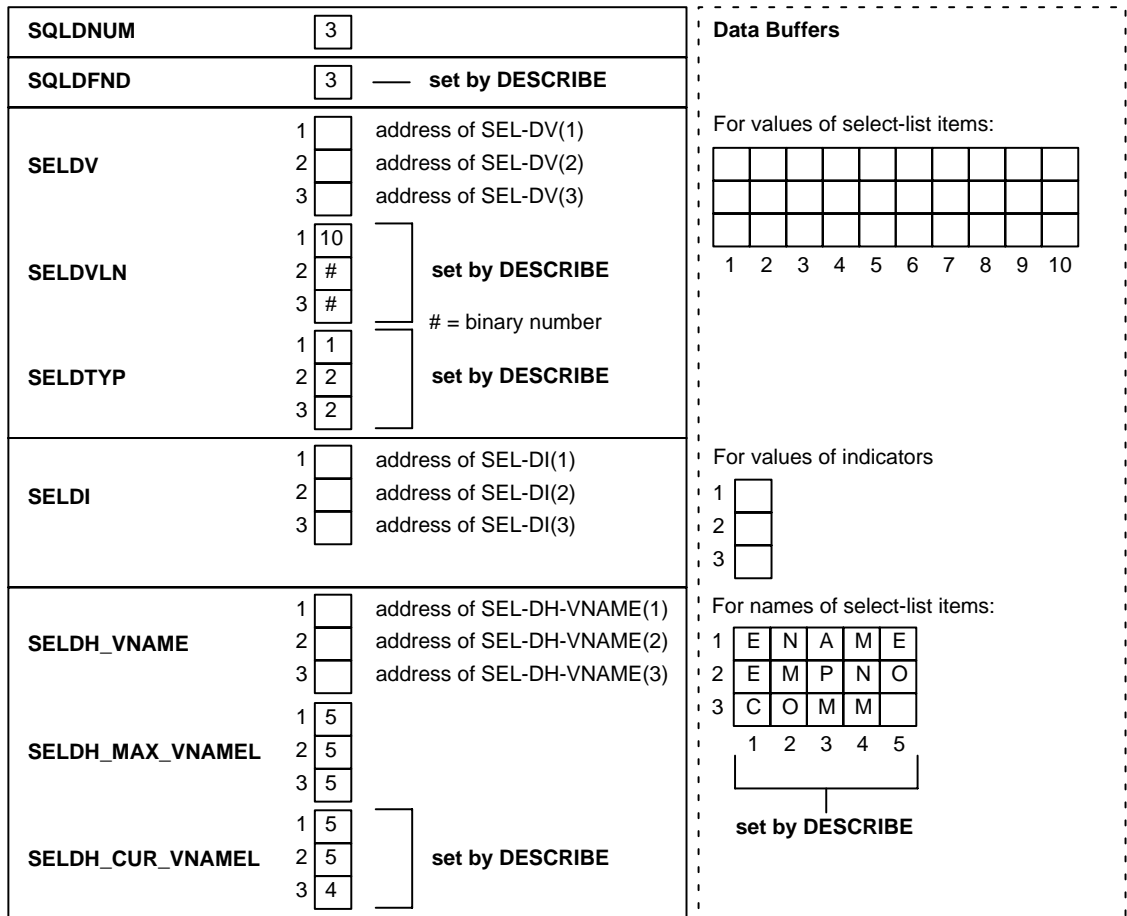 SQLDNUM 3
SQLDFND 3 set by DESCRIBE
SELDV
1 address of SEL-DV(1)
2 address of SEL-DV(2)
3 address of SEL-DV(3)
SELDVLN
1 10
2 # set by DESCRIBE
3 #
# = binary number
SELDTYP
1 1
2 2 set by DESCRIBE
3 2
SELDI
1 address of SEL-DI(1)
2 address of SEL-DI(2)
3 address of SEL-DI(3)
SELDH_VNAME
1 address of SEL-DH-VNAME(1)
2 address of SEL-DH-VNAME(2)
3 address of SEL-DH-VNAME(3)
SELDH_MAX_VNAMEL
1 5
2 5
3 5
SELDH_CUR_VNAMEL
1 5
2 5 set by DESCRIBE
3 4
Data Buffers
For values of select-list items:
1 2 3 4 5 6 7 8 9 10
For values of indicators
1
2
3
For names of select-list items:
1 E N A M E
2 E M P N O
3 C O M M
1 2 3 4 5
set by DESCRIBE